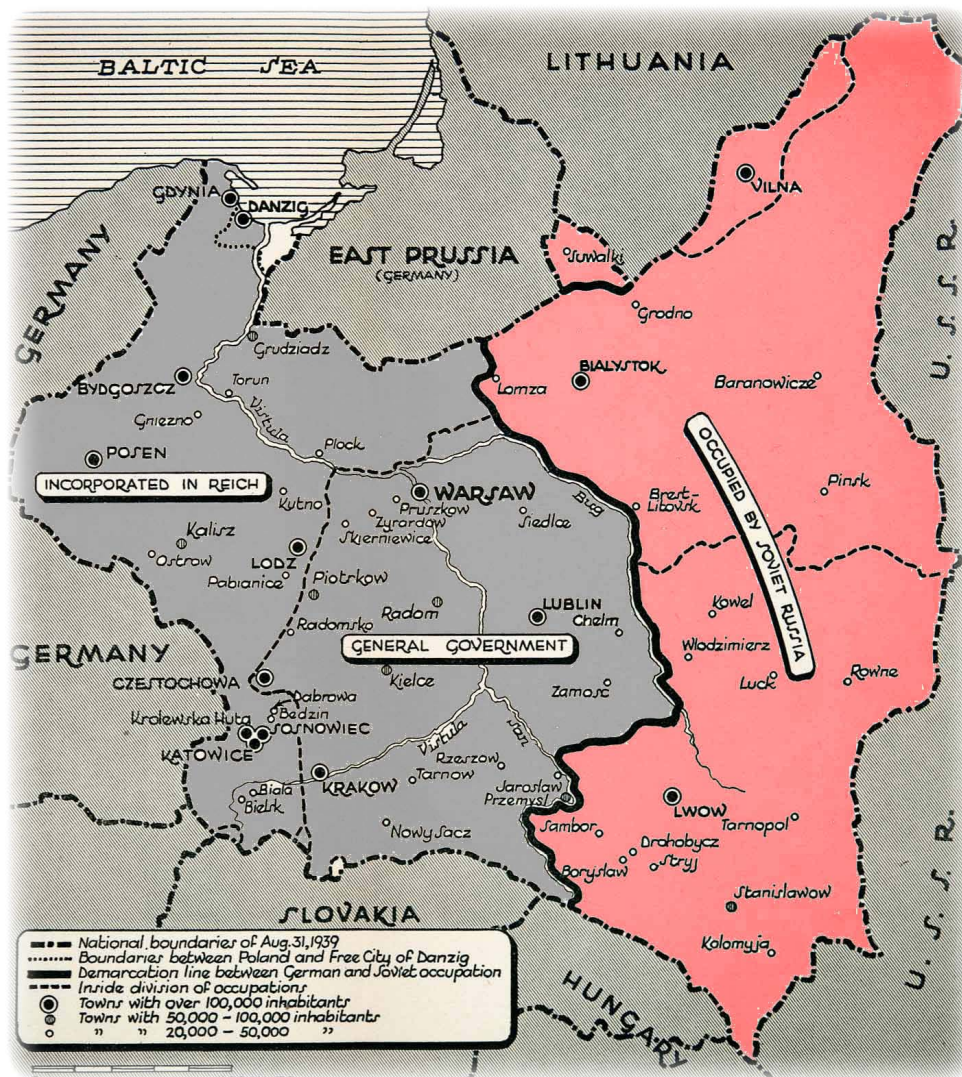 BALTIC SEA
LITHUANIA
GDYNIA
DANZIG
VILNA
EAST PRUSSIA
(GERMANY)
Suwalki
GERMANY
U. S. S. R.
Grodno
Grudziadz
BIALYSTOK
BYDGOSZCZ
Torun
Lomza
Baranowicze
Gniezno
Vistula
Plock
POSEN
INCORPORATED IN REICH
OCCUPIED BY SOVIET RUSSIA
WARSAW
Bug
Pinsk
Kutno
Pruszkow
Brest-
Litovsk
Zyrardow
Siedlce
Skierniewice
Kalisz
Ostrow
LODZ
Pabianice
Piotrkow
Radom
LUBLIN
Kowel
Chelm
Radomsko
GENERAL GOVERNMENT
Wlodzimierz
GERMANY
Kielce
Luck
Rowne
CZESTOCHOWA
Zamosc
Dabrowa
Bedzin
Krolewska Huta
SOSNOWIEC
Vistula
San
KATOWICE
Rzeszow
KRAKOW
Tarnow
Jaroslaw
Biala
Bielsk
Przemysl
LWOW
Tarnopol
Nowy Sacz
Sambor
Drohobycz
Boryslaw
Stryj
U. S. S. R.
Stanislawow
SLOVAKIA
Kolomyja
HUNGARY
National boundaries of Aug. 31, 1939
Boundaries between Poland and Free City of Danzig
Demarcation line between German and Soviet occupation
Inside division of occupations
Towns with over 100,000 inhabitants
Towns with 50,000 - 100,000 inhabitants
" " 20,000 - 50,000 "